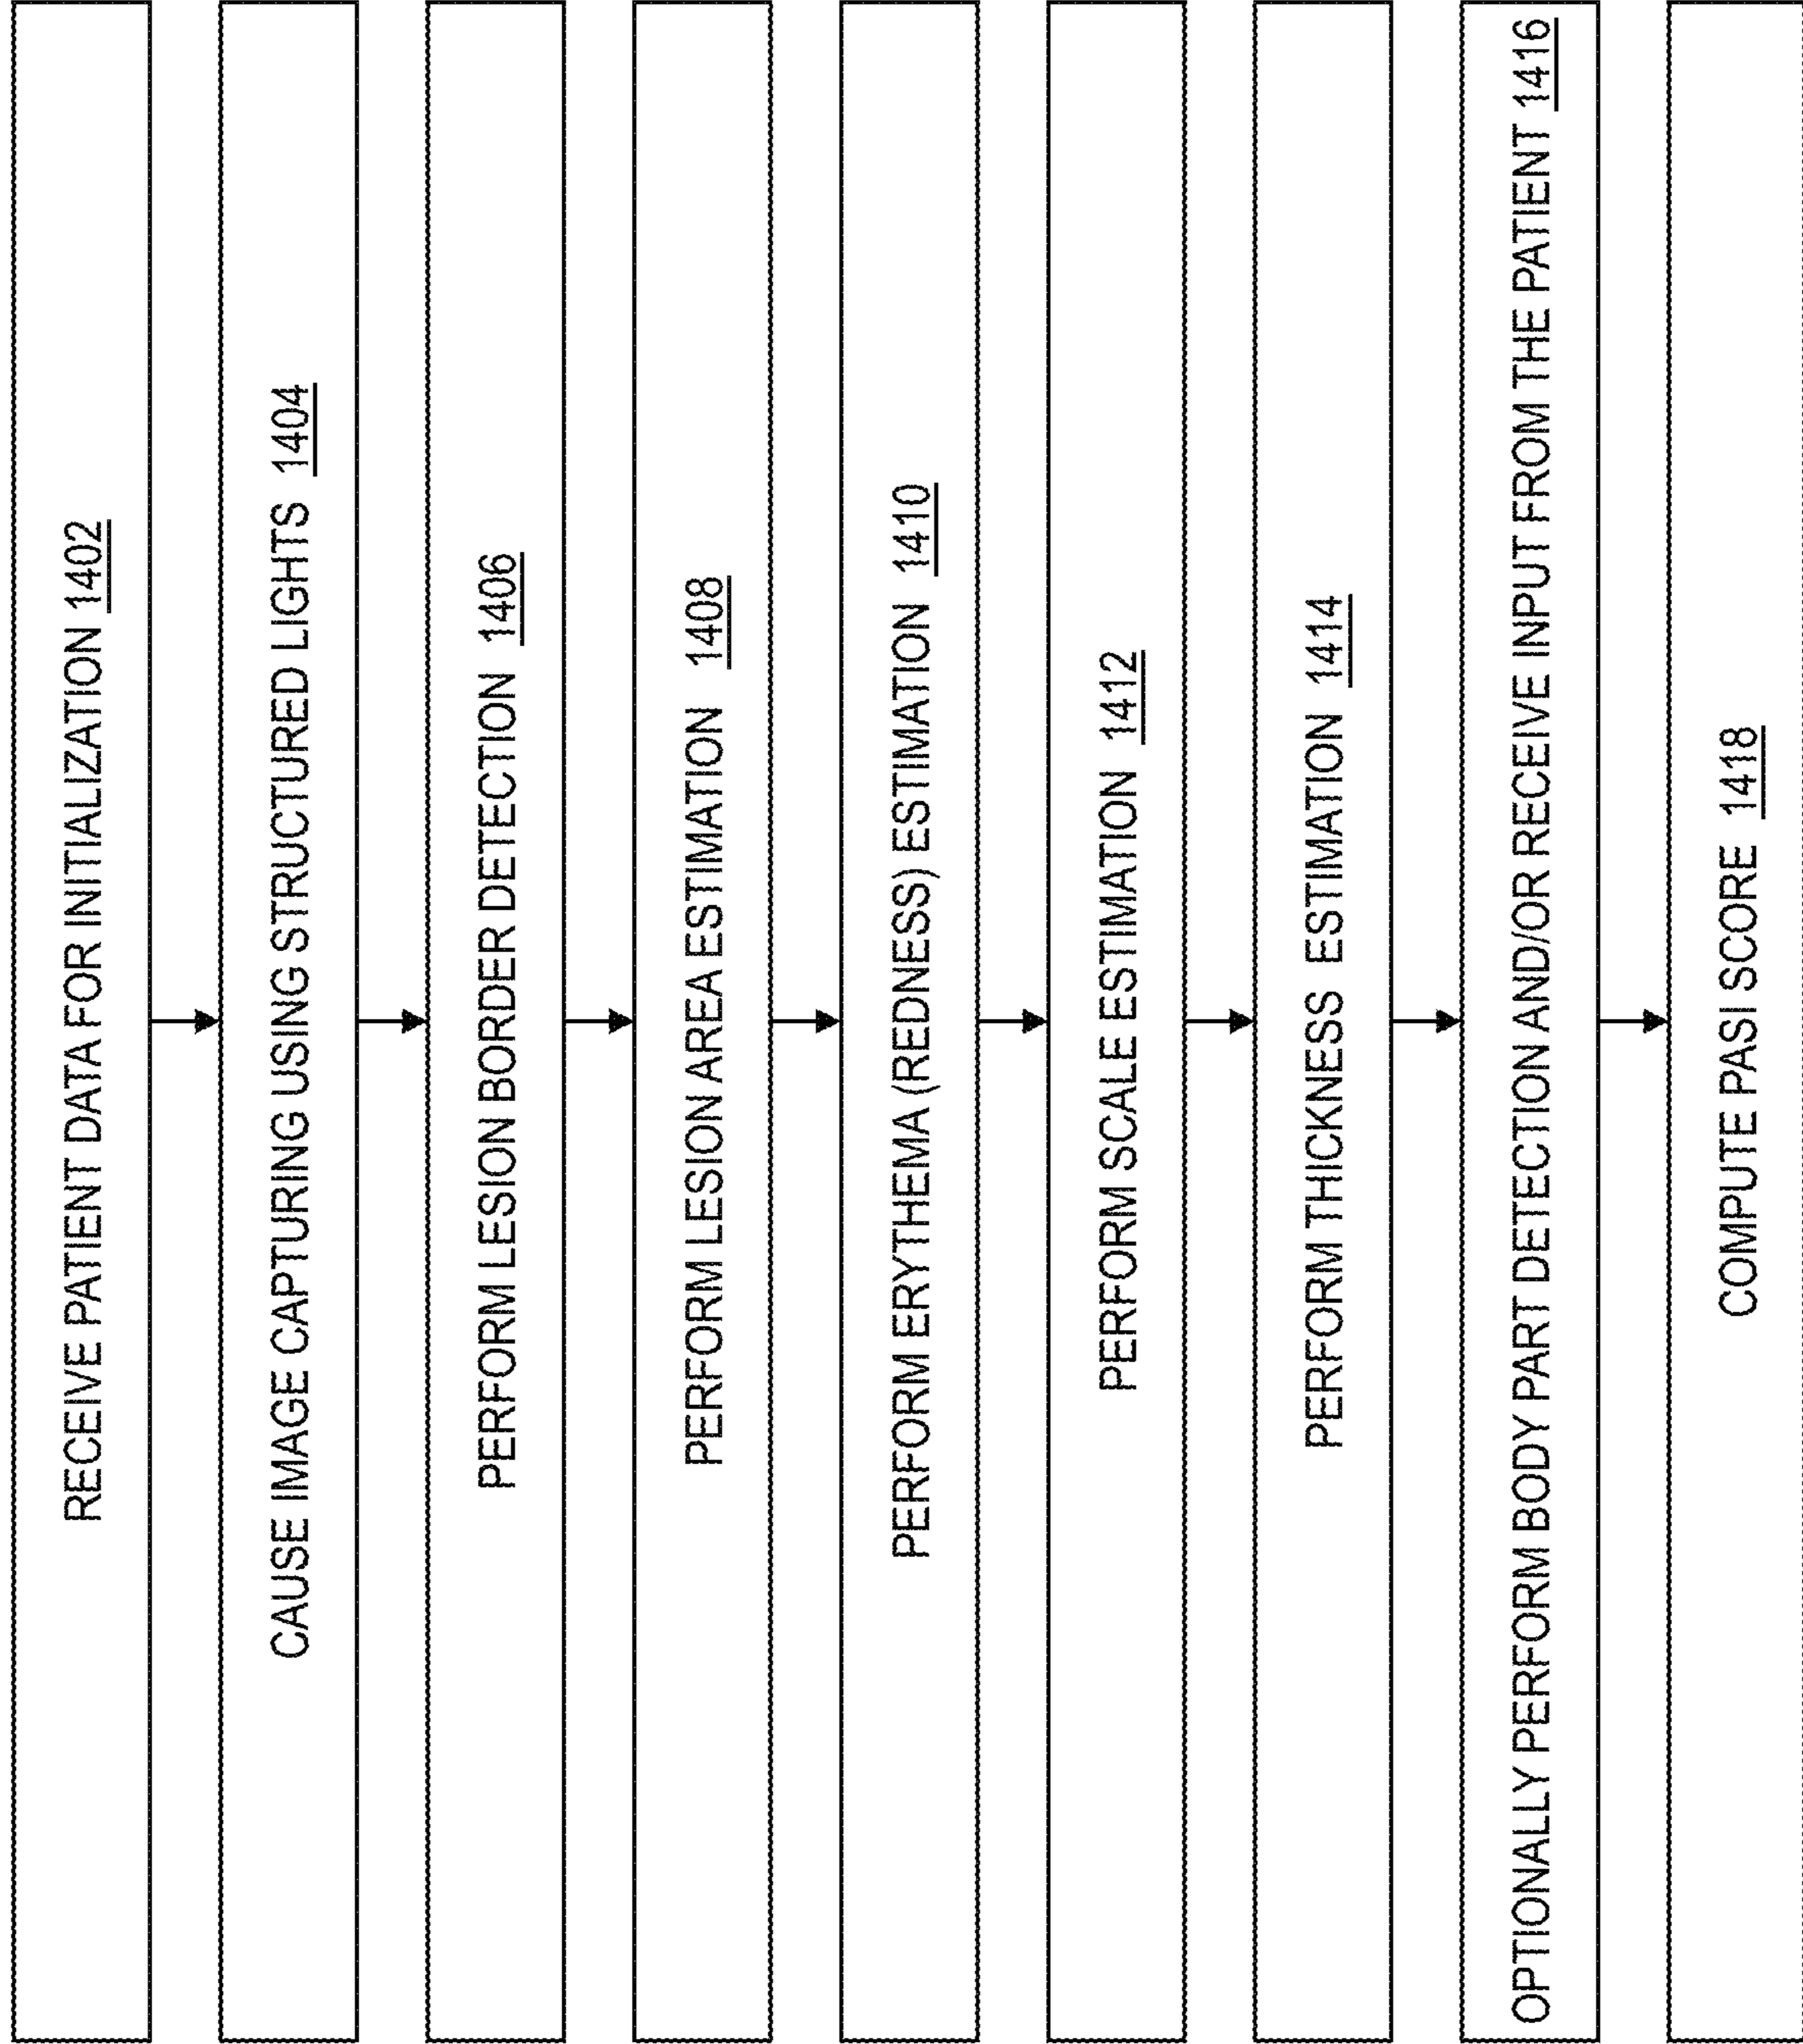 RECEIVE PATIENT DATA FOR INITIALIZATION 1402
CAUSE IMAGE CAPTURING USING STRUCTURED LIGHTS 1404
PERFORM LESION BORDER DETECTION 1406
PERFORM LESION AREA ESTIMATION 1408
PERFORM ERYTHEMA (REDNESS) ESTIMATION 1410
PERFORM SCALE ESTIMATION 1412
PERFORM THICKNESS ESTIMATION 1414
OPTIONALLY PERFORM BODY PART DETECTION AND/OR RECEIVE INPUT FROM THE PATIENT 1416
COMPUTE PASI SCORE 1418